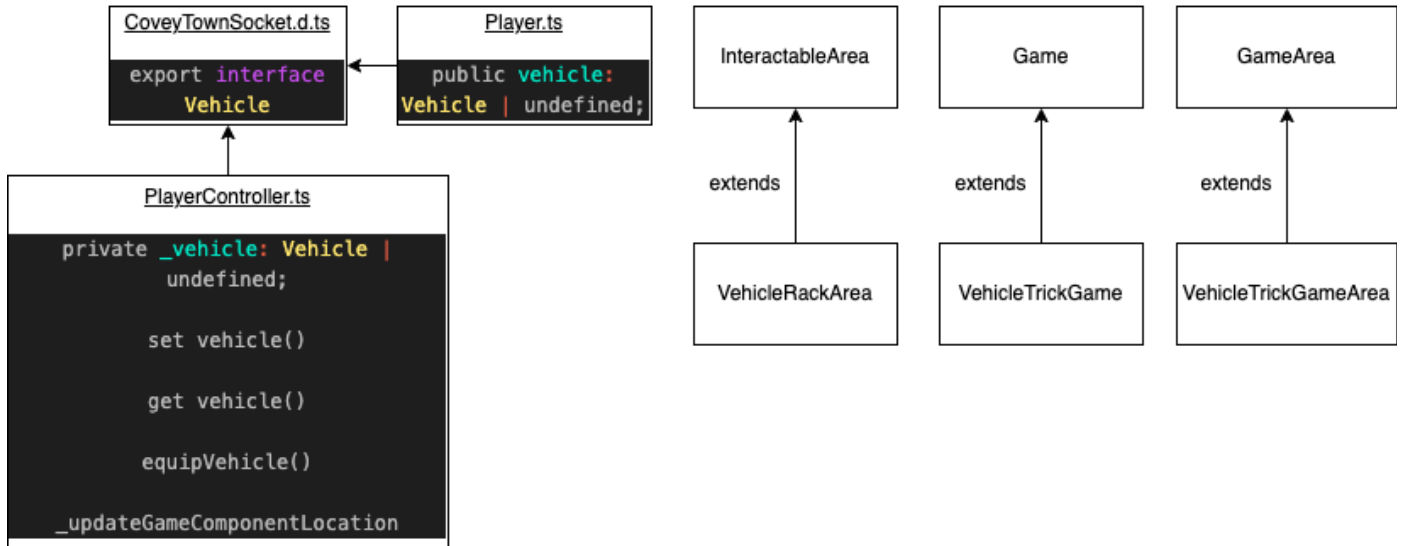 CoveyTownSocket.d.ts
export interface
Vehicle
Player.ts
public vehicle:
Vehicle | undefined;
PlayerController.ts
private _vehicle: Vehicle |
undefined;
set vehicle()
get vehicle()
equipVehicle()
_updateGameComponentLocation
InteractableArea
extends
VehicleRackArea
Game
extends
VehicleTrickGame
GameArea
extends
VehicleTrickGameArea